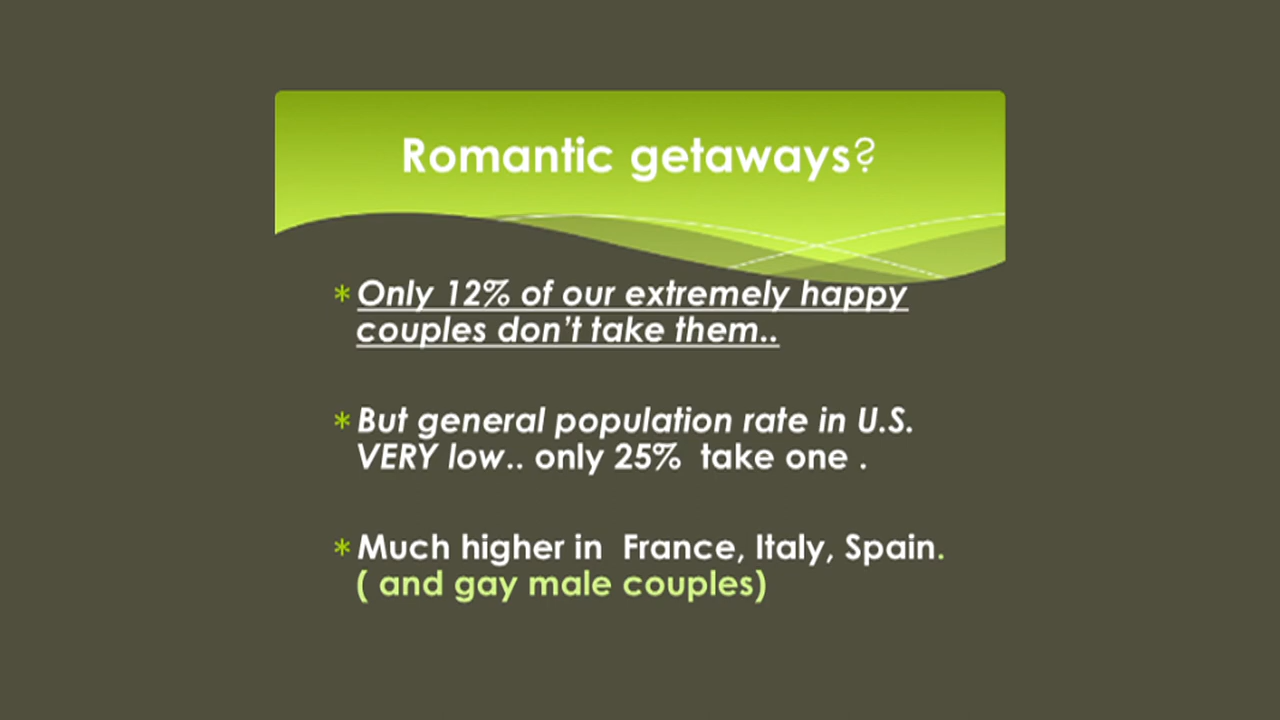 Romantic getaways?
* Only 12% of our extremely happy
couples don't take them..
* But general population rate in U.S.
VERY low.. only 25% take one .
* Much higher in France, Italy, Spain.
( and gay male couples)